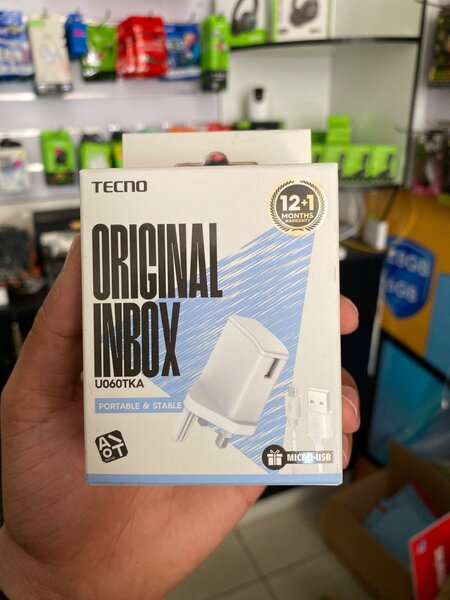 TECNO
12+1
MONTHS
WARRANTY
ORIGINAL
INBOX
U060TKA
PORTABLE & STABLE
MICRO-USB